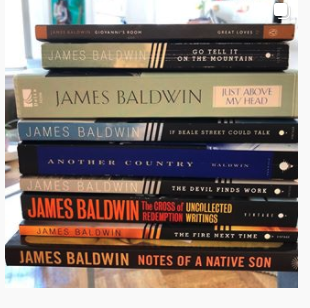 JAMES BALDWIN GIOVANNI'S ROOM GREAT LOVES
JAMES BALDWIN GO TELL IT ON THE MOUNTAIN
JAMES BALDWIN JUST ABOVE MY HEAD
JAMES BALDWIN IF BEALE STREET COULD TALK
ANOTHER COUNTRY BALDWIN
JAMES BALDWIN THE DEVIL FINDS WORK
JAMES BALDWIN The CROSS of REDEMPTION UNCOLLECTED WRITINGS VINTAGE
JAMES BALDWIN THE FIRE NEXT TIME
JAMES BALDWIN NOTES OF A NATIVE SON